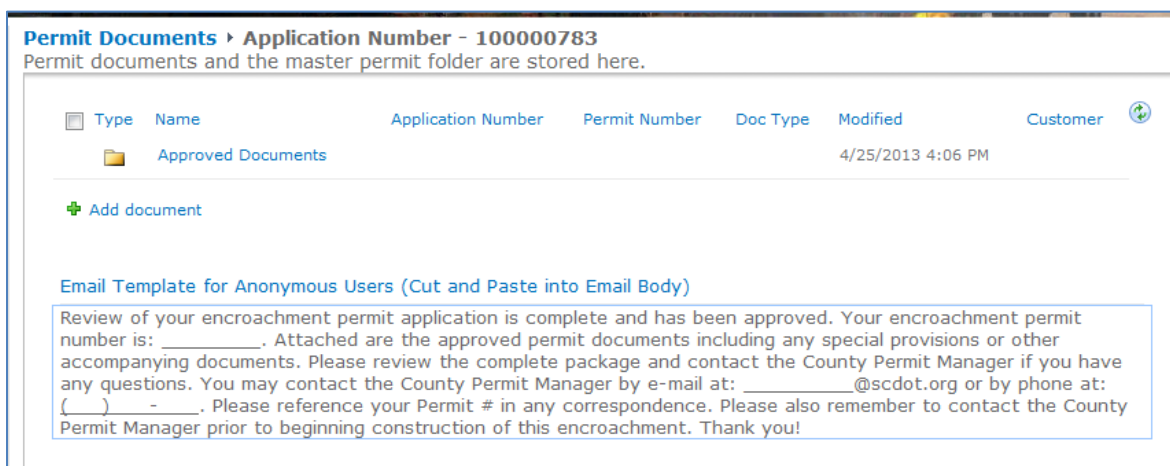 Permit Documents ▸ Application Number - 100000783
Permit documents and the master permit folder are stored here.
Type Name Application Number Permit Number Doc Type Modified Customer
Approved Documents 4/25/2013 4:06 PM
Add document
Email Template for Anonymous Users (Cut and Paste into Email Body)
Review of your encroachment permit application is complete and has been approved. Your encroachment permit
number is: __________. Attached are the approved permit documents including any special provisions or other
accompanying documents. Please review the complete package and contact the County Permit Manager if you have
any questions. You may contact the County Permit Manager by e-mail at: ___________@scdot.org or by phone at:
(___)____-____. Please reference your Permit # in any correspondence. Please also remember to contact the County
Permit Manager prior to beginning construction of this encroachment. Thank you!